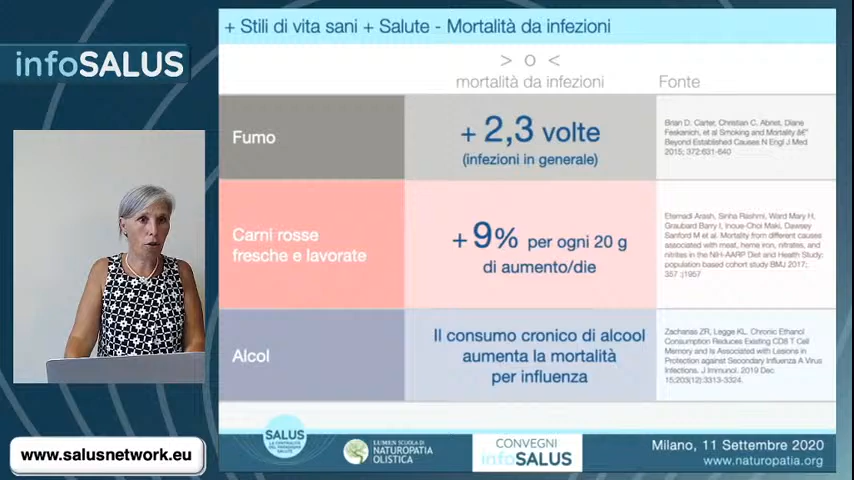 + Stili di vita sani + Salute - Mortalità da infezioni
infoSALUS
> o <
mortalità da infezioni
Fonte
Fumo
+ 2,3 volte
(infezioni in generale)
Brian D. Carter, Christian C. Abnet, Diane
Feskanich, et al Smoking and Mortality â€“
Beyond Established Causes N Engl J Med
2015; 372:631-640
Carni rosse
fresche e lavorate
+ 9% per ogni 20 g
di aumento/die
Etemadi Arash, Sinha Rashmi, Ward Mary H,
Graubard Barry I, Inoue-Choi Maki, Dawsey
Sanford M et al. Mortality from different causes
associated with meat, heme iron, nitrates, and
nitrites in the NIH-AARP Diet and Health Study:
population based cohort study BMJ 2017;
357 :j1957
Alcol
Il consumo cronico di alcool
aumenta la mortalità
per influenza
Zacharias ZR, Legge KL. Chronic Ethanol
Consumption Reduces Existing CD8 T Cell
Memory and Is Associated with Lesions in
Protection against Secondary Influenza A Virus
Infections. J Immunol. 2019 Dec
15;203(12):3313-3324.
www.salusnetwork.eu
SALUS
LUMEN SCUOLA DI
NATUROPATIA
OLISTICA
CONVEGNI
infoSALUS
Milano, 11 Settembre 2020
www.naturopatia.org